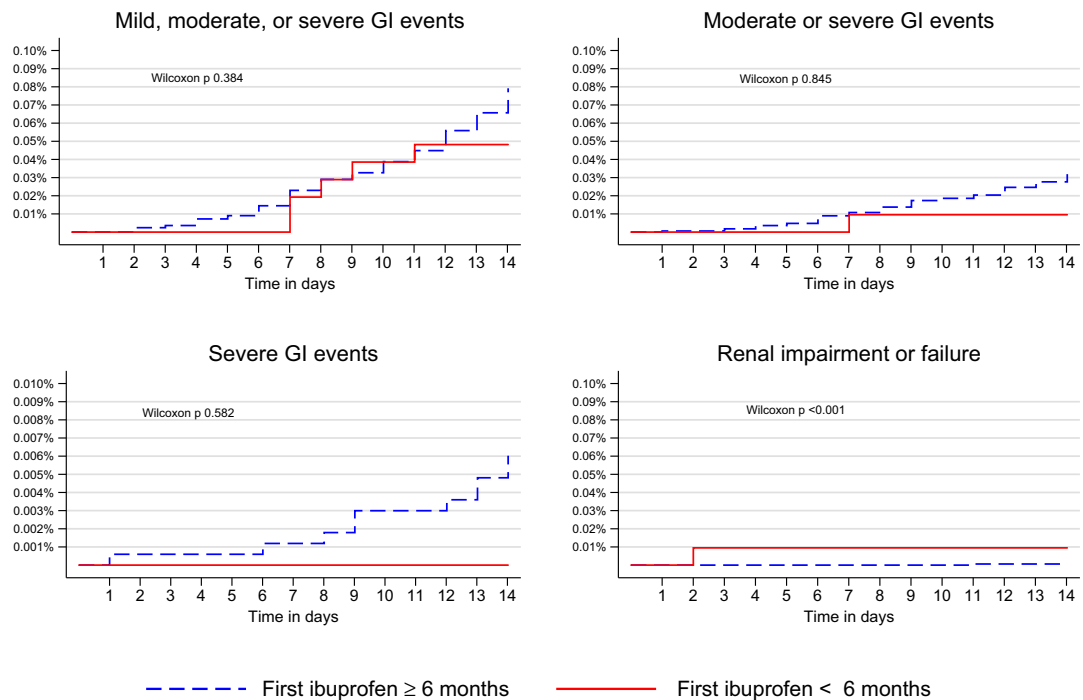 Mild, moderate, or severe GI events
0.10%
0.09%
0.08%
0.07%
0.06%
0.05%
0.04%
0.03%
0.02%
0.01%
Wilcoxon p 0.384
1 2 3 4 5 6 7 8 9 10 11 12 13 14
Time in days
Moderate or severe GI events
0.10%
0.09%
0.08%
0.07%
0.06%
0.05%
0.04%
0.03%
0.02%
0.01%
Wilcoxon p 0.845
1 2 3 4 5 6 7 8 9 10 11 12 13 14
Time in days
Severe GI events
0.010%
0.009%
0.008%
0.007%
0.006%
0.005%
0.004%
0.003%
0.002%
0.001%
Wilcoxon p 0.582
1 2 3 4 5 6 7 8 9 10 11 12 13 14
Time in days
Renal impairment or failure
0.10%
0.09%
0.08%
0.07%
0.06%
0.05%
0.04%
0.03%
0.02%
0.01%
Wilcoxon p <0.001
1 2 3 4 5 6 7 8 9 10 11 12 13 14
Time in days
First ibuprofen ≥ 6 months
First ibuprofen < 6 months